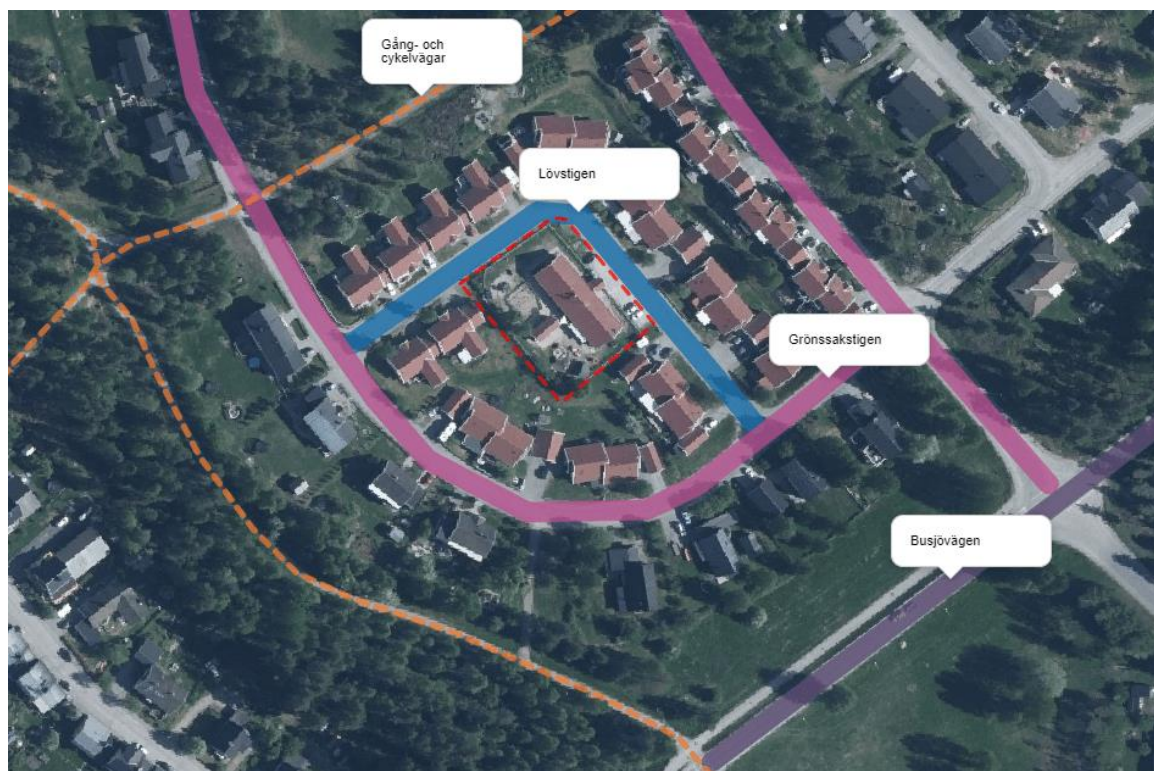 Gång- och
cykelvägar
Lövstigen
Grönssakstigen
Busjövägen